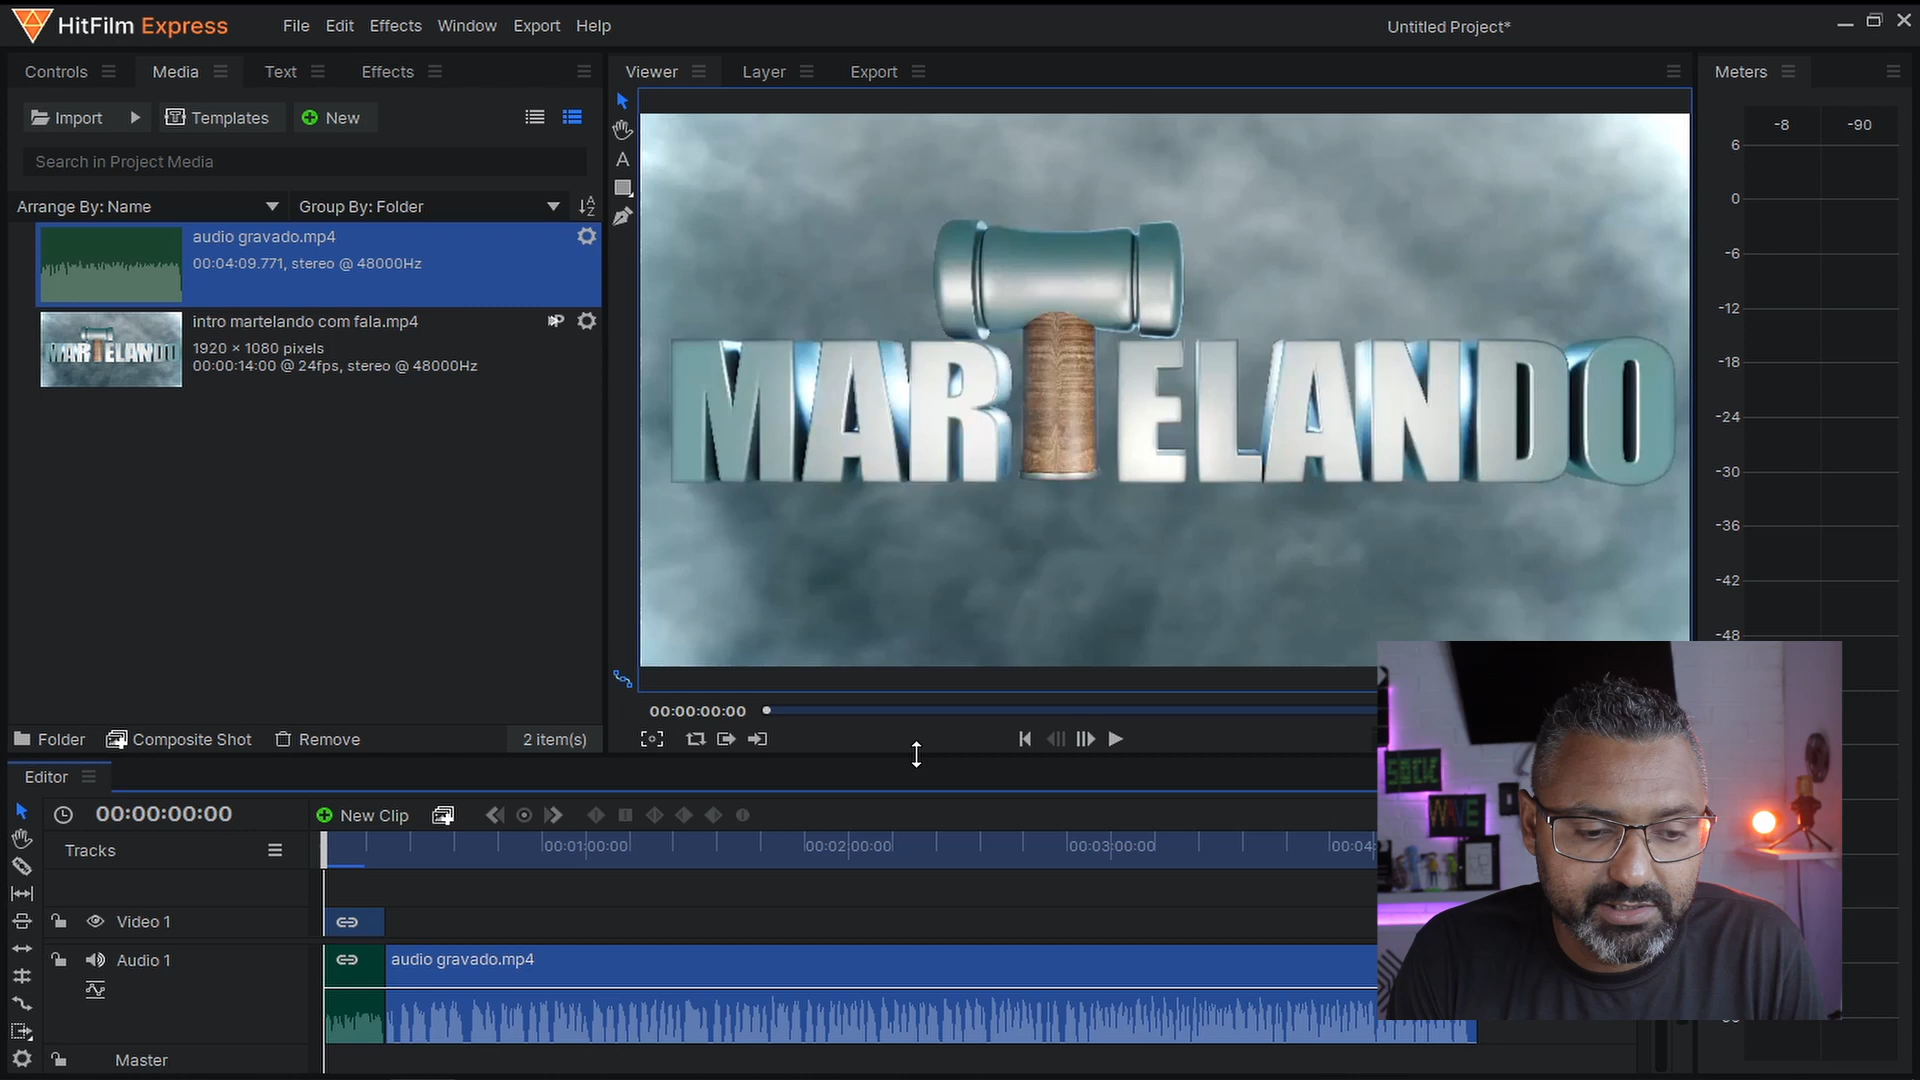 HitFilm Express
File Edit Effects Window Export Help
Untitled Project*
Controls Media Text Effects
Viewer Layer Export
Meters
Import Templates New
Search in Project Media
Arrange By: Name Group By: Folder
audio gravado.mp4
00:04:09.771, stereo @ 48000Hz
intro martelando com fala.mp4
1920 × 1080 pixels
00:00:14:00 @ 24fps, stereo @ 48000Hz
MARTELANDO
A
MARTELANDO
-8 -90
6
0
-6
-12
-18
-24
-30
-36
-42
-48
00:00:00:00
Folder Composite Shot Remove 2 item(s)
Editor
00:00:00:00 New Clip
Tracks
00:01:00:00 00:02:00:00 00:03:00:00 00:04
Video 1
Audio 1
audio gravado.mp4
Master
WAVE